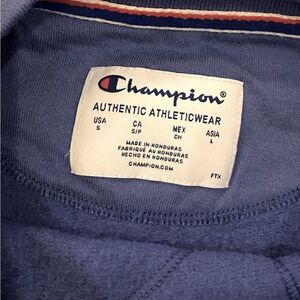 Champion®
AUTHENTIC ATHLETICWEAR
USA CA MEX ASIA
S S/P CH L
MADE IN HONDURAS
FABRIQUÉ AU HONDURAS
HECHO EN HONDURAS
CHAMPION.COM
FTX